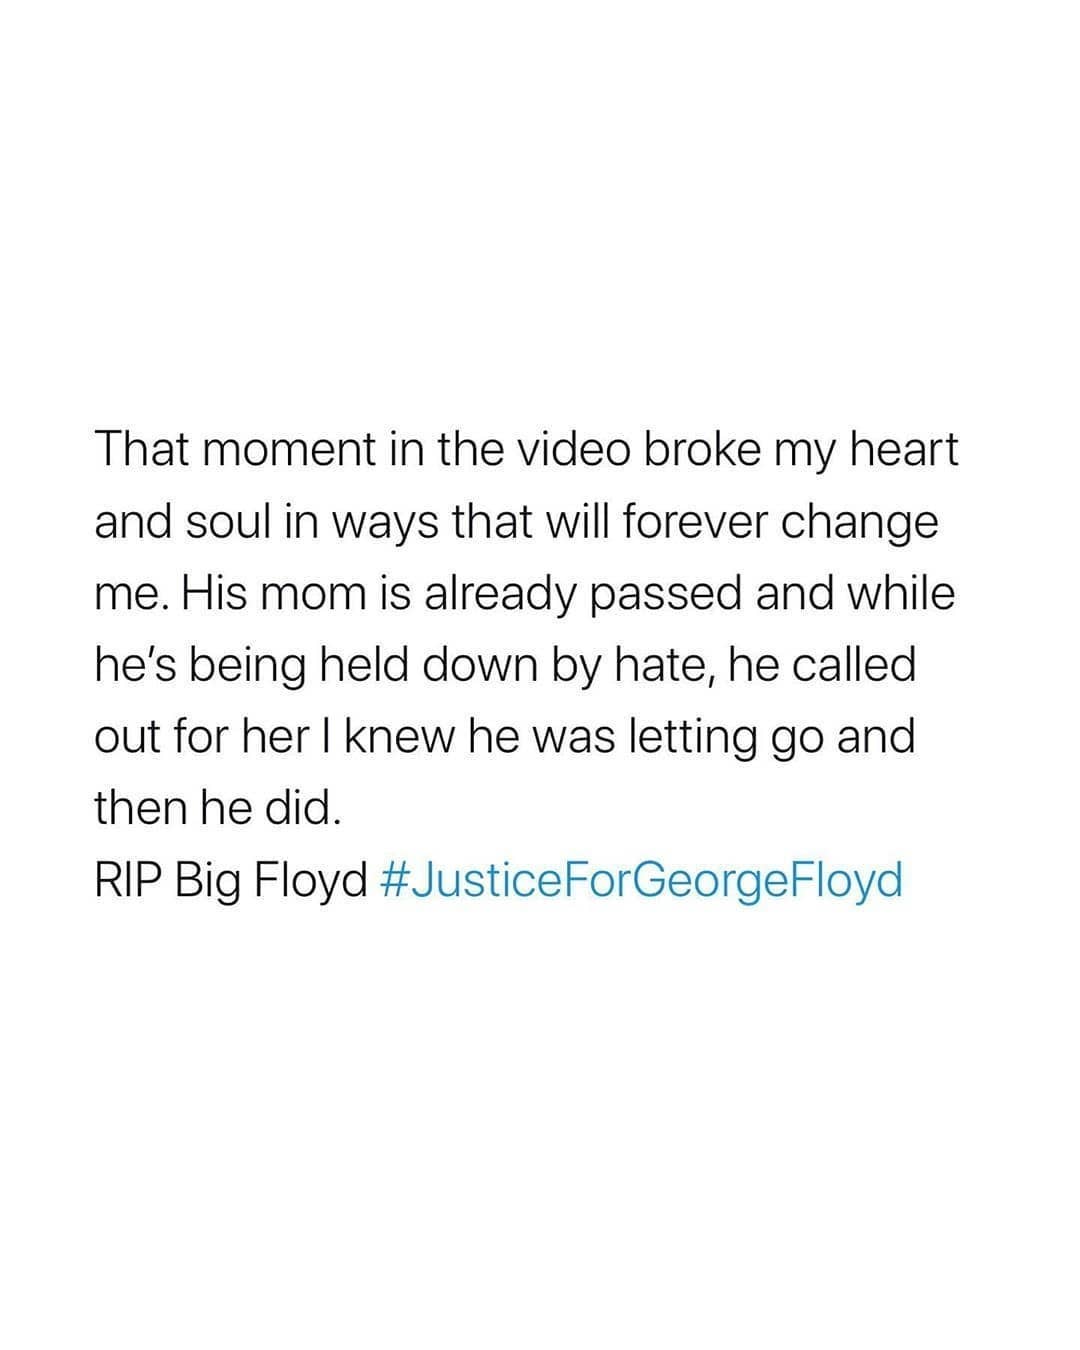 That moment in the video broke my heart
and soul in ways that will forever change
me. His mom is already passed and while
he’s being held down by hate, he called
out for her I knew he was letting go and
then he did.
RIP Big Floyd #JusticeForGeorgeFloyd